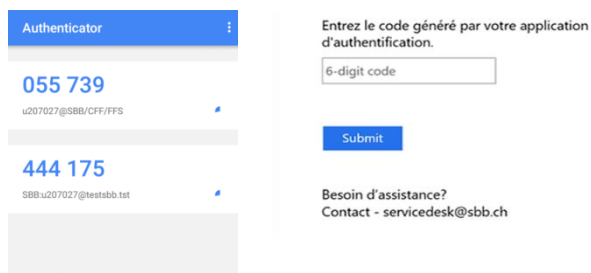 Authenticator
055 739
u207027@SBB/CFF/FFS
444 175
SBB:u207027@testsbb.tst
Entrez le code généré par votre application
d'authentification.
6-digit code
Submit
Besoin d'assistance?
Contact - servicedesk@sbb.ch